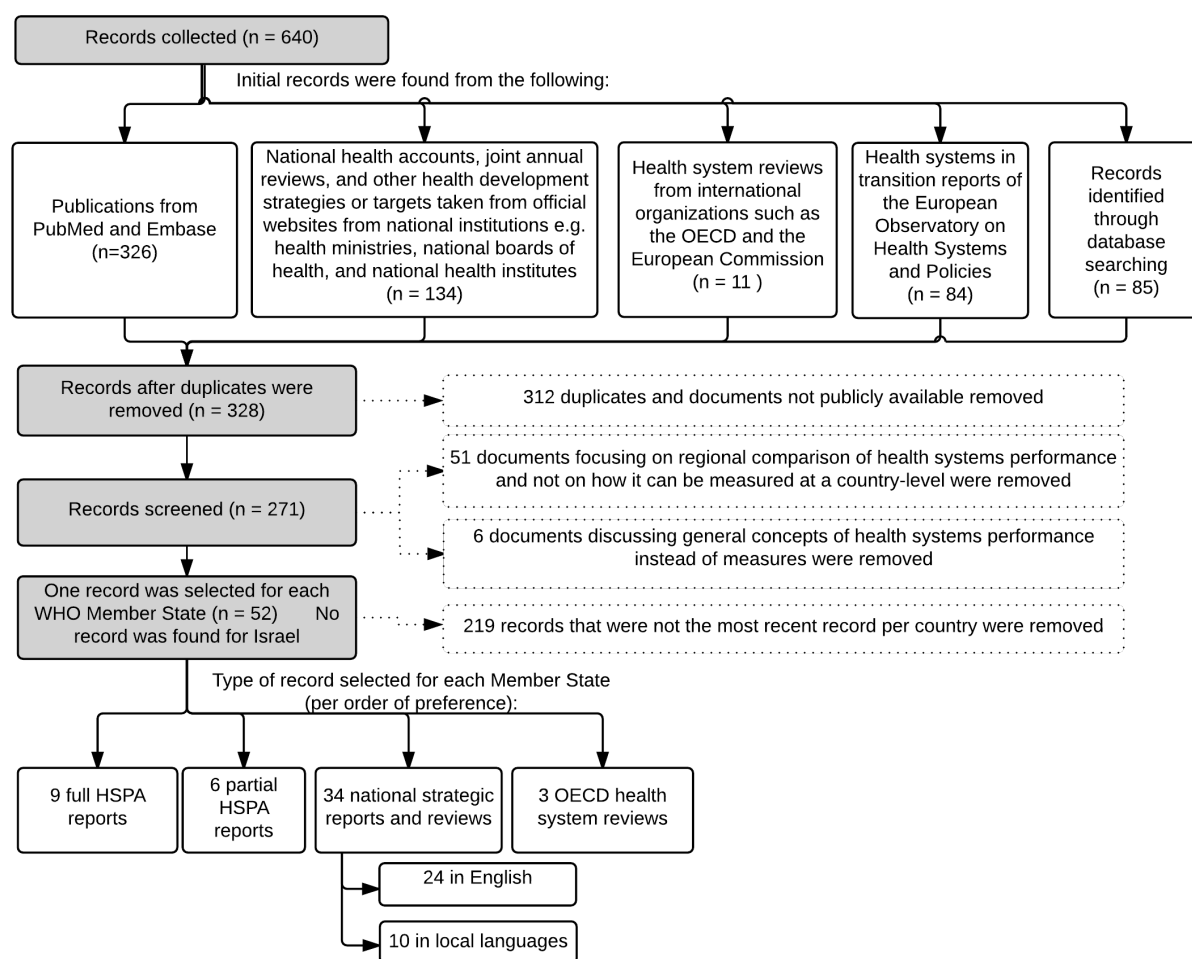 Records collected (n = 640)
Initial records were found from the following:
Publications from
PubMed and Embase
(n=326)
National health accounts, joint annual
reviews, and other health development
strategies or targets taken from official
websites from national institutions e.g.
health ministries, national boards of
health, and national health institutes
(n = 134)
Health system reviews
from international
organizations such as
the OECD and the
European Commission
(n = 11 )
Health systems in
transition reports of
the European
Observatory on
Health Systems
and Policies
(n = 84)
Records
identified
through
database
searching
(n = 85)
Records after duplicates were
removed (n = 328)
312 duplicates and documents not publicly available removed
51 documents focusing on regional comparison of health systems performance
and not on how it can be measured at a country-level were removed
Records screened (n = 271)
6 documents discussing general concepts of health systems performance
instead of measures were removed
One record was selected for each
WHO Member State (n = 52) No
record was found for Israel
219 records that were not the most recent record per country were removed
Type of record selected for each Member State
(per order of preference):
9 full HSPA
reports
6 partial
HSPA
reports
34 national strategic
reports and reviews
3 OECD health
system reviews
24 in English
10 in local languages